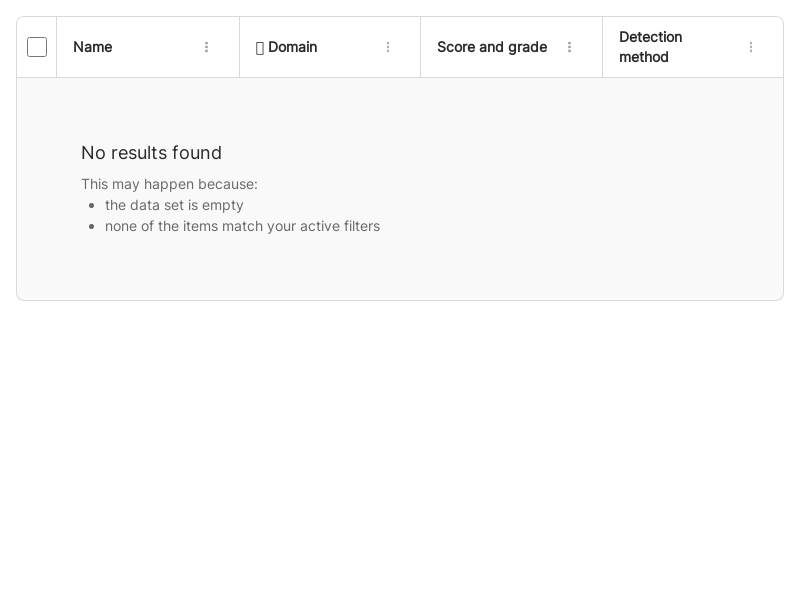 Name
Domain
Score and grade
Detection
method
No results found
This may happen because:
the data set is empty
none of the items match your active filters